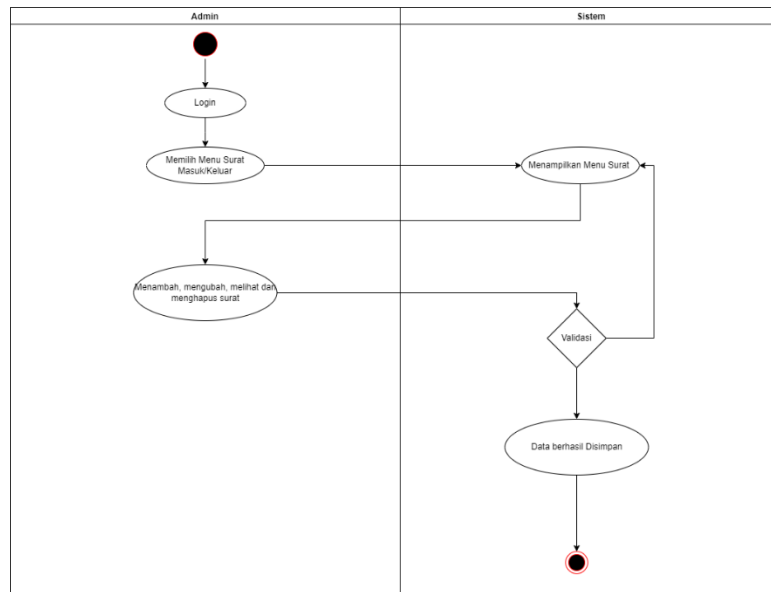 Admin
Sistem
Login
Memilih Menu Surat
Masuk/Keluar
Menampilkan Menu Surat
Menambah, mengubah, melihat dan
menghapus surat
Validasi
Data berhasil Disimpan